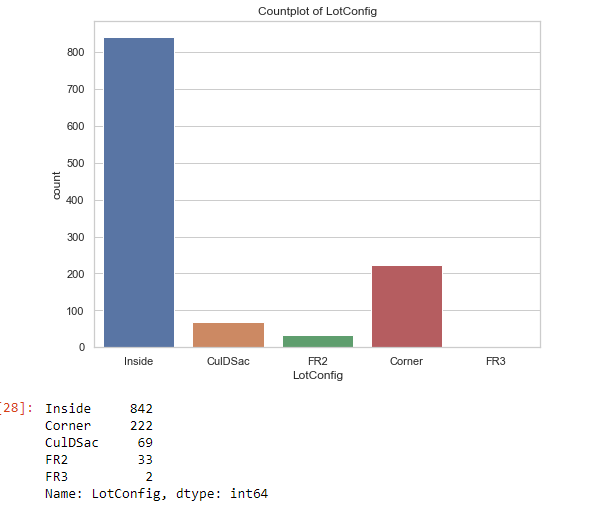 Countplot of LotConfig
800
700
600
500
400
300
200
100
0
count
Inside CulDSac FR2 Corner FR3
LotConfig
[28]: Inside 842
Corner 222
CulDSac 69
FR2 33
FR3 2
Name: LotConfig, dtype: int64